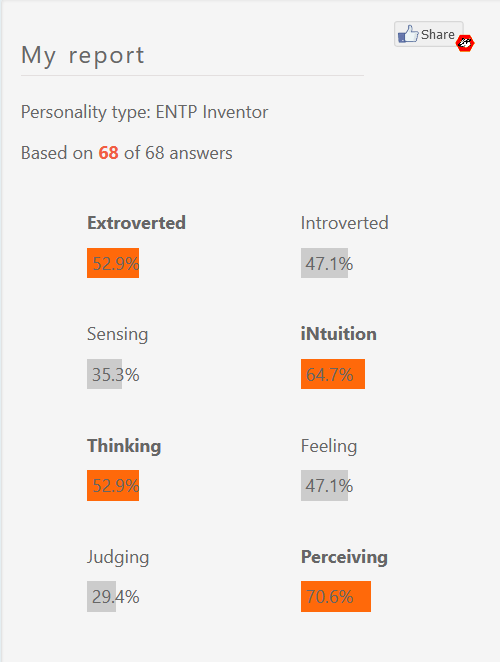 Share
My report
Personality type: ENTP Inventor
Based on 68 of 68 answers
Extroverted Introverted
52.9% 47.1%
Sensing iNtuition
35.3% 64.7%
Thinking Feeling
52.9% 47.1%
Judging Perceiving
29.4% 70.6%